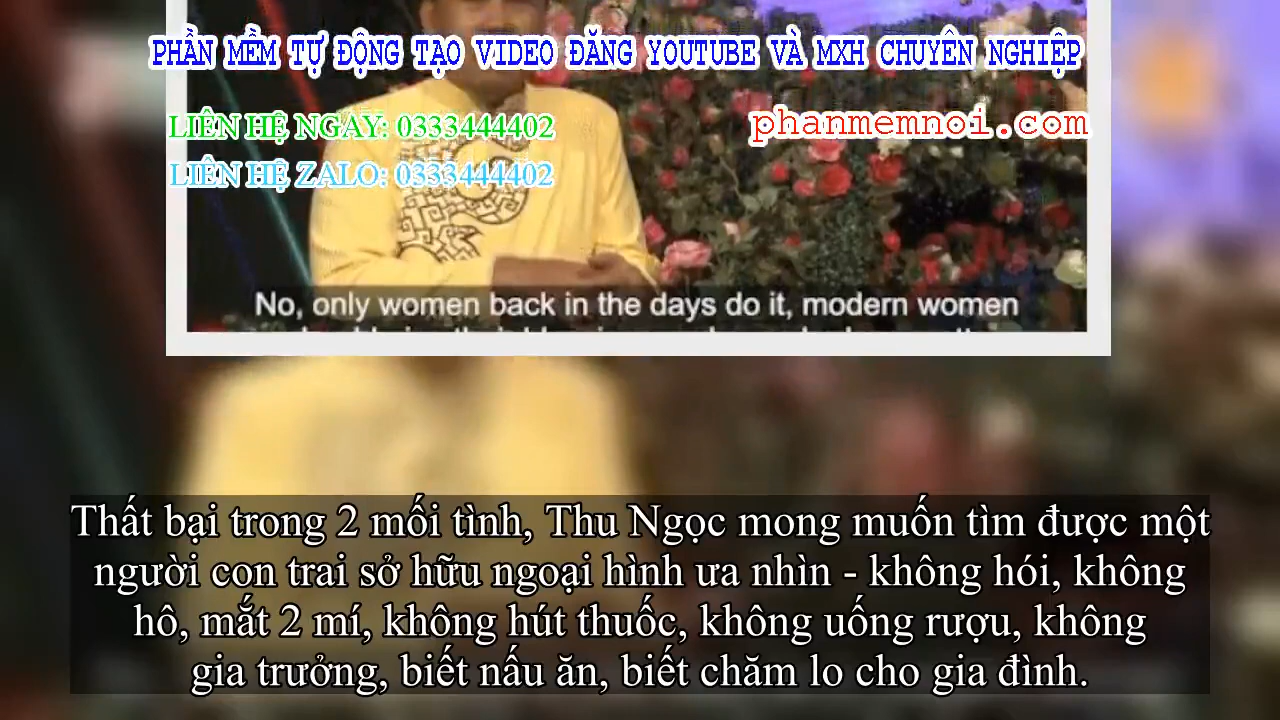 PHẦN MỀM TỰ ĐỘNG TẠO VIDEO ĐĂNG YOUTUBE VÀ MXH CHUYÊN NGHIỆP
LIÊN HỆ NGAY: 0333444402
phanmemnoi.com
LIÊN HỆ ZALO: 0333444402
No, only women back in the days do it, modern women
Thất bại trong 2 mối tình, Thu Ngọc mong muốn tìm được một
người con trai sở hữu ngoại hình ưa nhìn - không hói, không
hô, mắt 2 mí, không hút thuốc, không uống rượu, không
gia trưởng, biết nấu ăn, biết chăm lo cho gia đình.